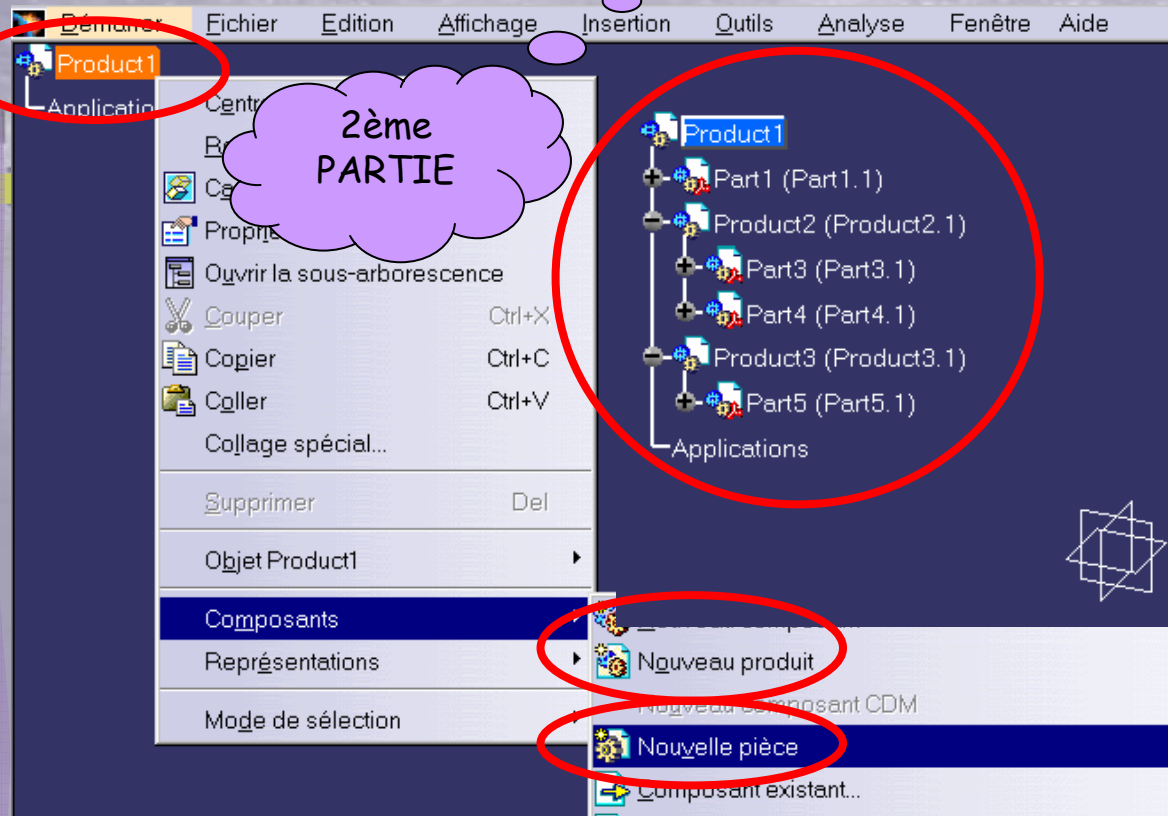 Démarrer Fichier Edition Affichage Insertion Outils Analyse Fenêtre Aide
Product1
Applicatio
2ème
PARTIE
Ouvrir la sous-arborescence
Couper Ctrl+X
Copier Ctrl+C
Coller Ctrl+V
Collage spécial...
Supprimer Del
Objet Product1
Composants
Représentations
Mode de sélection
Nouveau produit
Nouveau composant CDM
Nouvelle pièce
Composant existant...
Product1
Part1 (Part1.1)
Product2 (Product2.1)
Part3 (Part3.1)
Part4 (Part4.1)
Product3 (Product3.1)
Part5 (Part5.1)
Applications